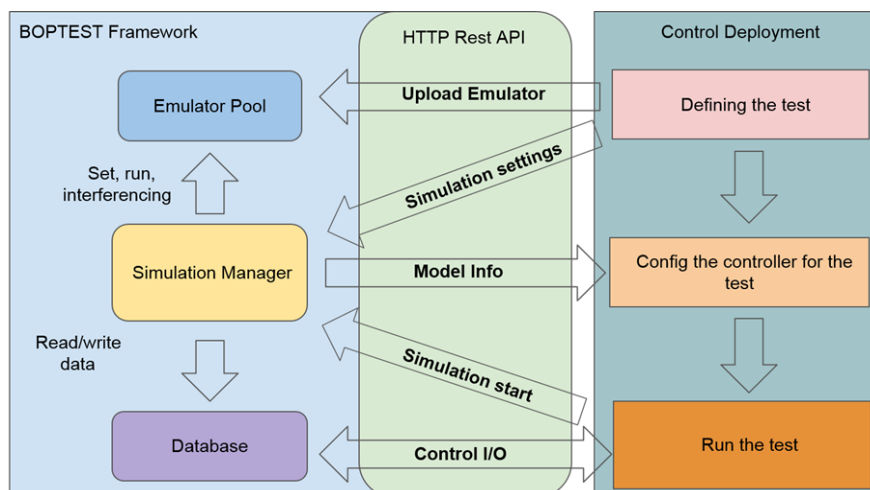 BOPTEST Framework
HTTP Rest API
Control Deployment
Emulator Pool
Upload Emulator
Defining the test
Set, run,
interferencing
Simulation settings
Simulation Manager
Model Info
Config the controller for the
test
Read/write
data
Simulation start
Database
Control I/O
Run the test